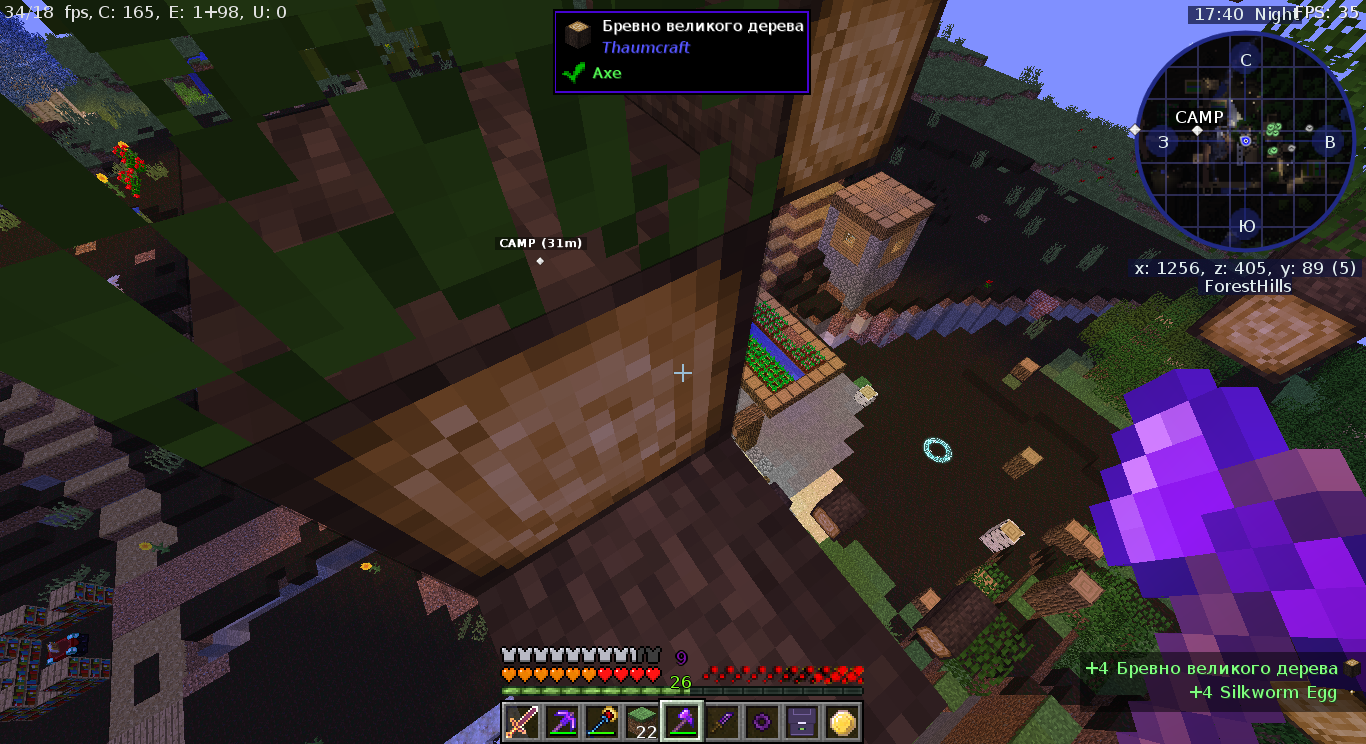 34/18 fps, C: 165, E: 1+98, U: 0
Бревно великого дерева
Thaumcraft
Axe
17:40 Night
FPS: 35
С
CAMP
З
В
Ю
x: 1256, z: 405, y: 89 (5)
ForestHills
CAMP (31m)
9
26
22
+4 Бревно великого дерева
+4 Silkworm Egg